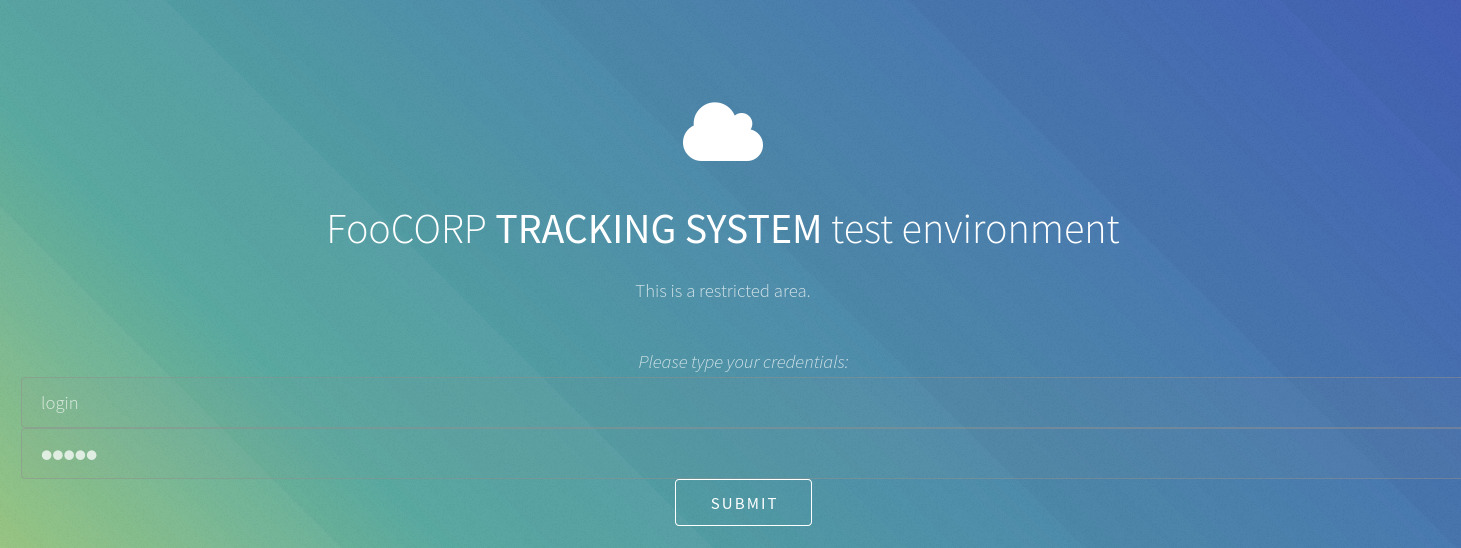 FooCORP TRACKING SYSTEM test environment
This is a restricted area.
Please type your credentials:
login
●●●●●
SUBMIT